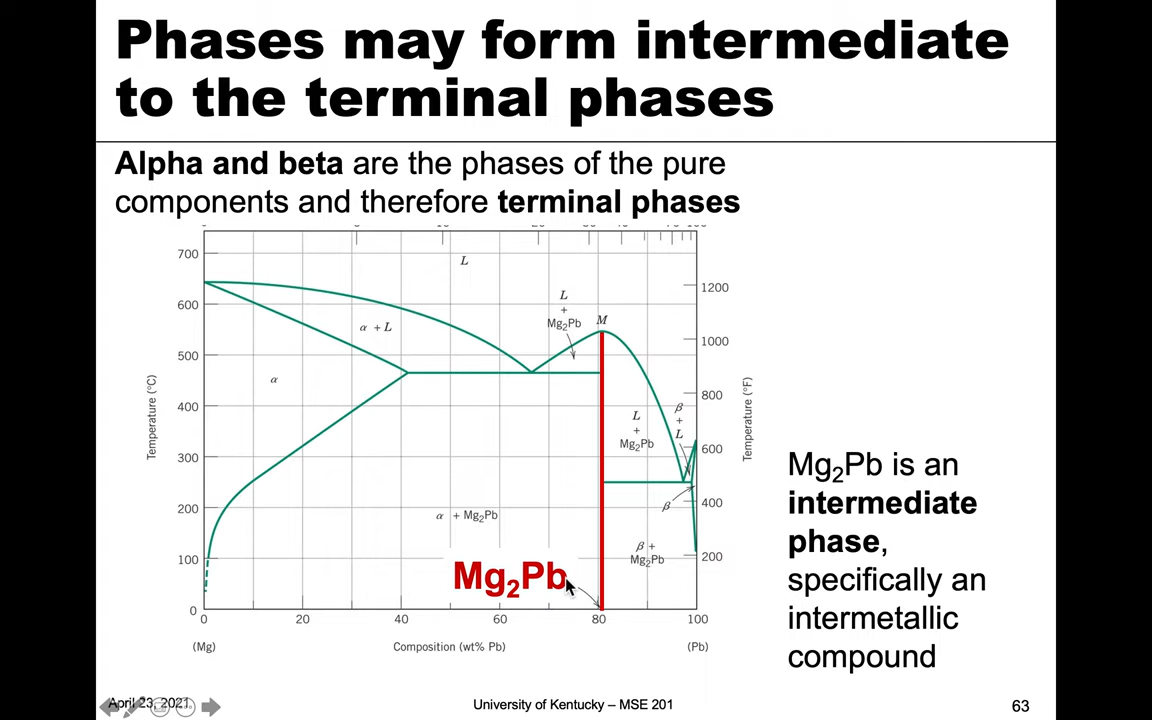 Phases may form intermediate
to the terminal phases
Alpha and beta are the phases of the pure
components and therefore terminal phases
700
600
500
400
300
200
100
0
Temperature (°C)
L
α + L
α
L
+
Mg2Pb
M
L
+
Mg2Pb
β
+
L
β
α + Mg2Pb
β +
Mg2Pb
Mg2Pb
1200
1000
800
600
400
200
Temperature (°F)
0 20 40 60 80 100
(Mg) Composition (wt% Pb) (Pb)
Mg2Pb is an
intermediate
phase,
specifically an
intermetallic
compound
April 23, 2021
University of Kentucky – MSE 201
63